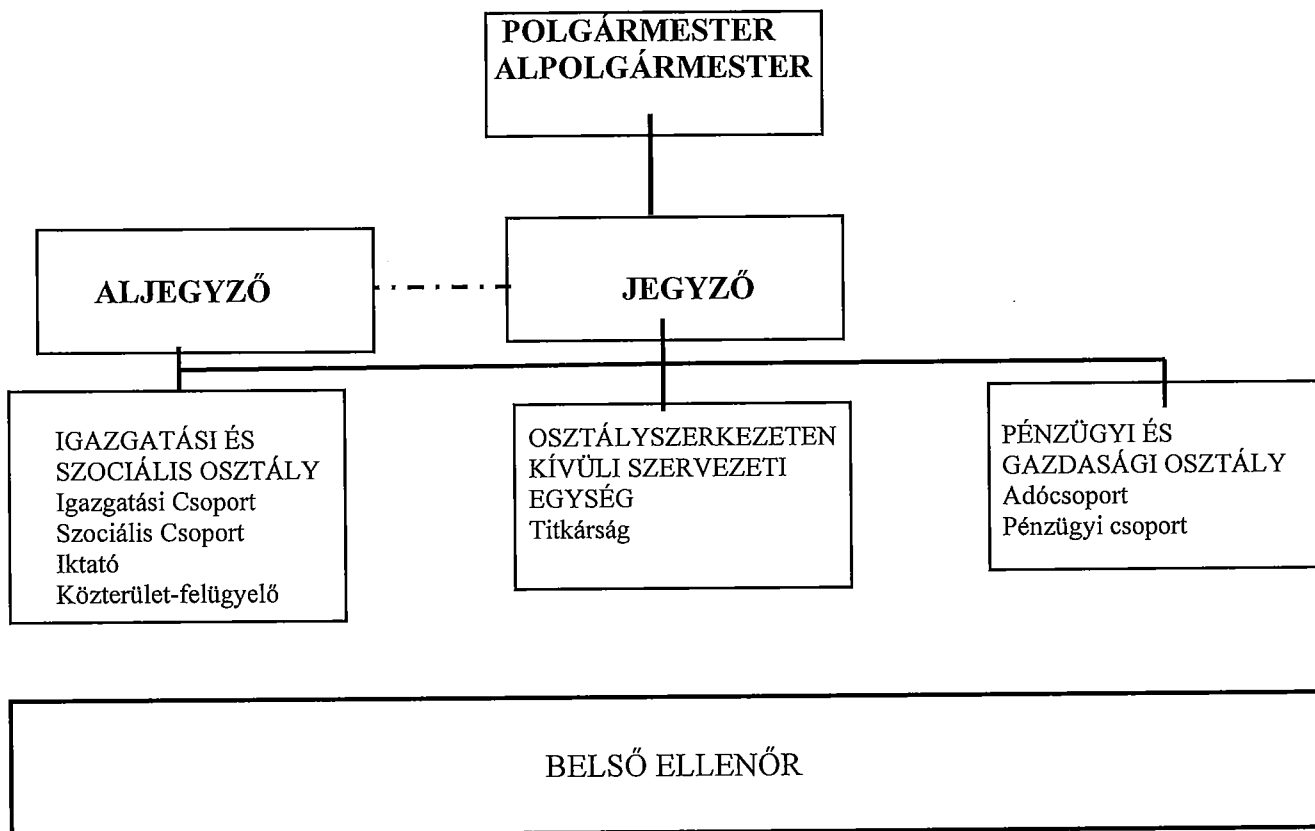 POLGÁRMESTER
ALPOLGÁRMESTER
ALJEGYZŐ
JEGYZŐ
IGAZGATÁSI ÉS
SZOCIÁLIS OSZTÁLY
Igazgatási Csoport
Szociális Csoport
Iktató
Közterület-felügyelő
OSZTÁLYSZERKEZETEN
KÍVÜLI SZERVEZETI
EGYSÉG
Titkárság
PÉNZÜGYI ÉS
GAZDASÁGI OSZTÁLY
Adócsoport
Pénzügyi csoport
BELSŐ ELLENŐR